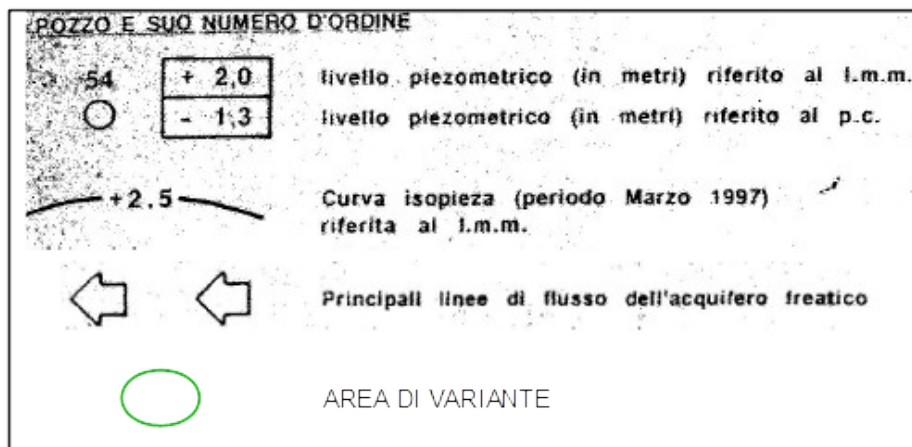 POZZO E SUO NUMERO D'ORDINE
54
+ 2,0
livello piezometrico (in metri) riferito al l.m.m.
- 1,3
livello piezometrico (in metri) riferito al p.c.
+2.5
Curva isopieza (periodo Marzo 1997)
riferita al l.m.m.
Principali linee di flusso dell'acquifero freatico
AREA DI VARIANTE